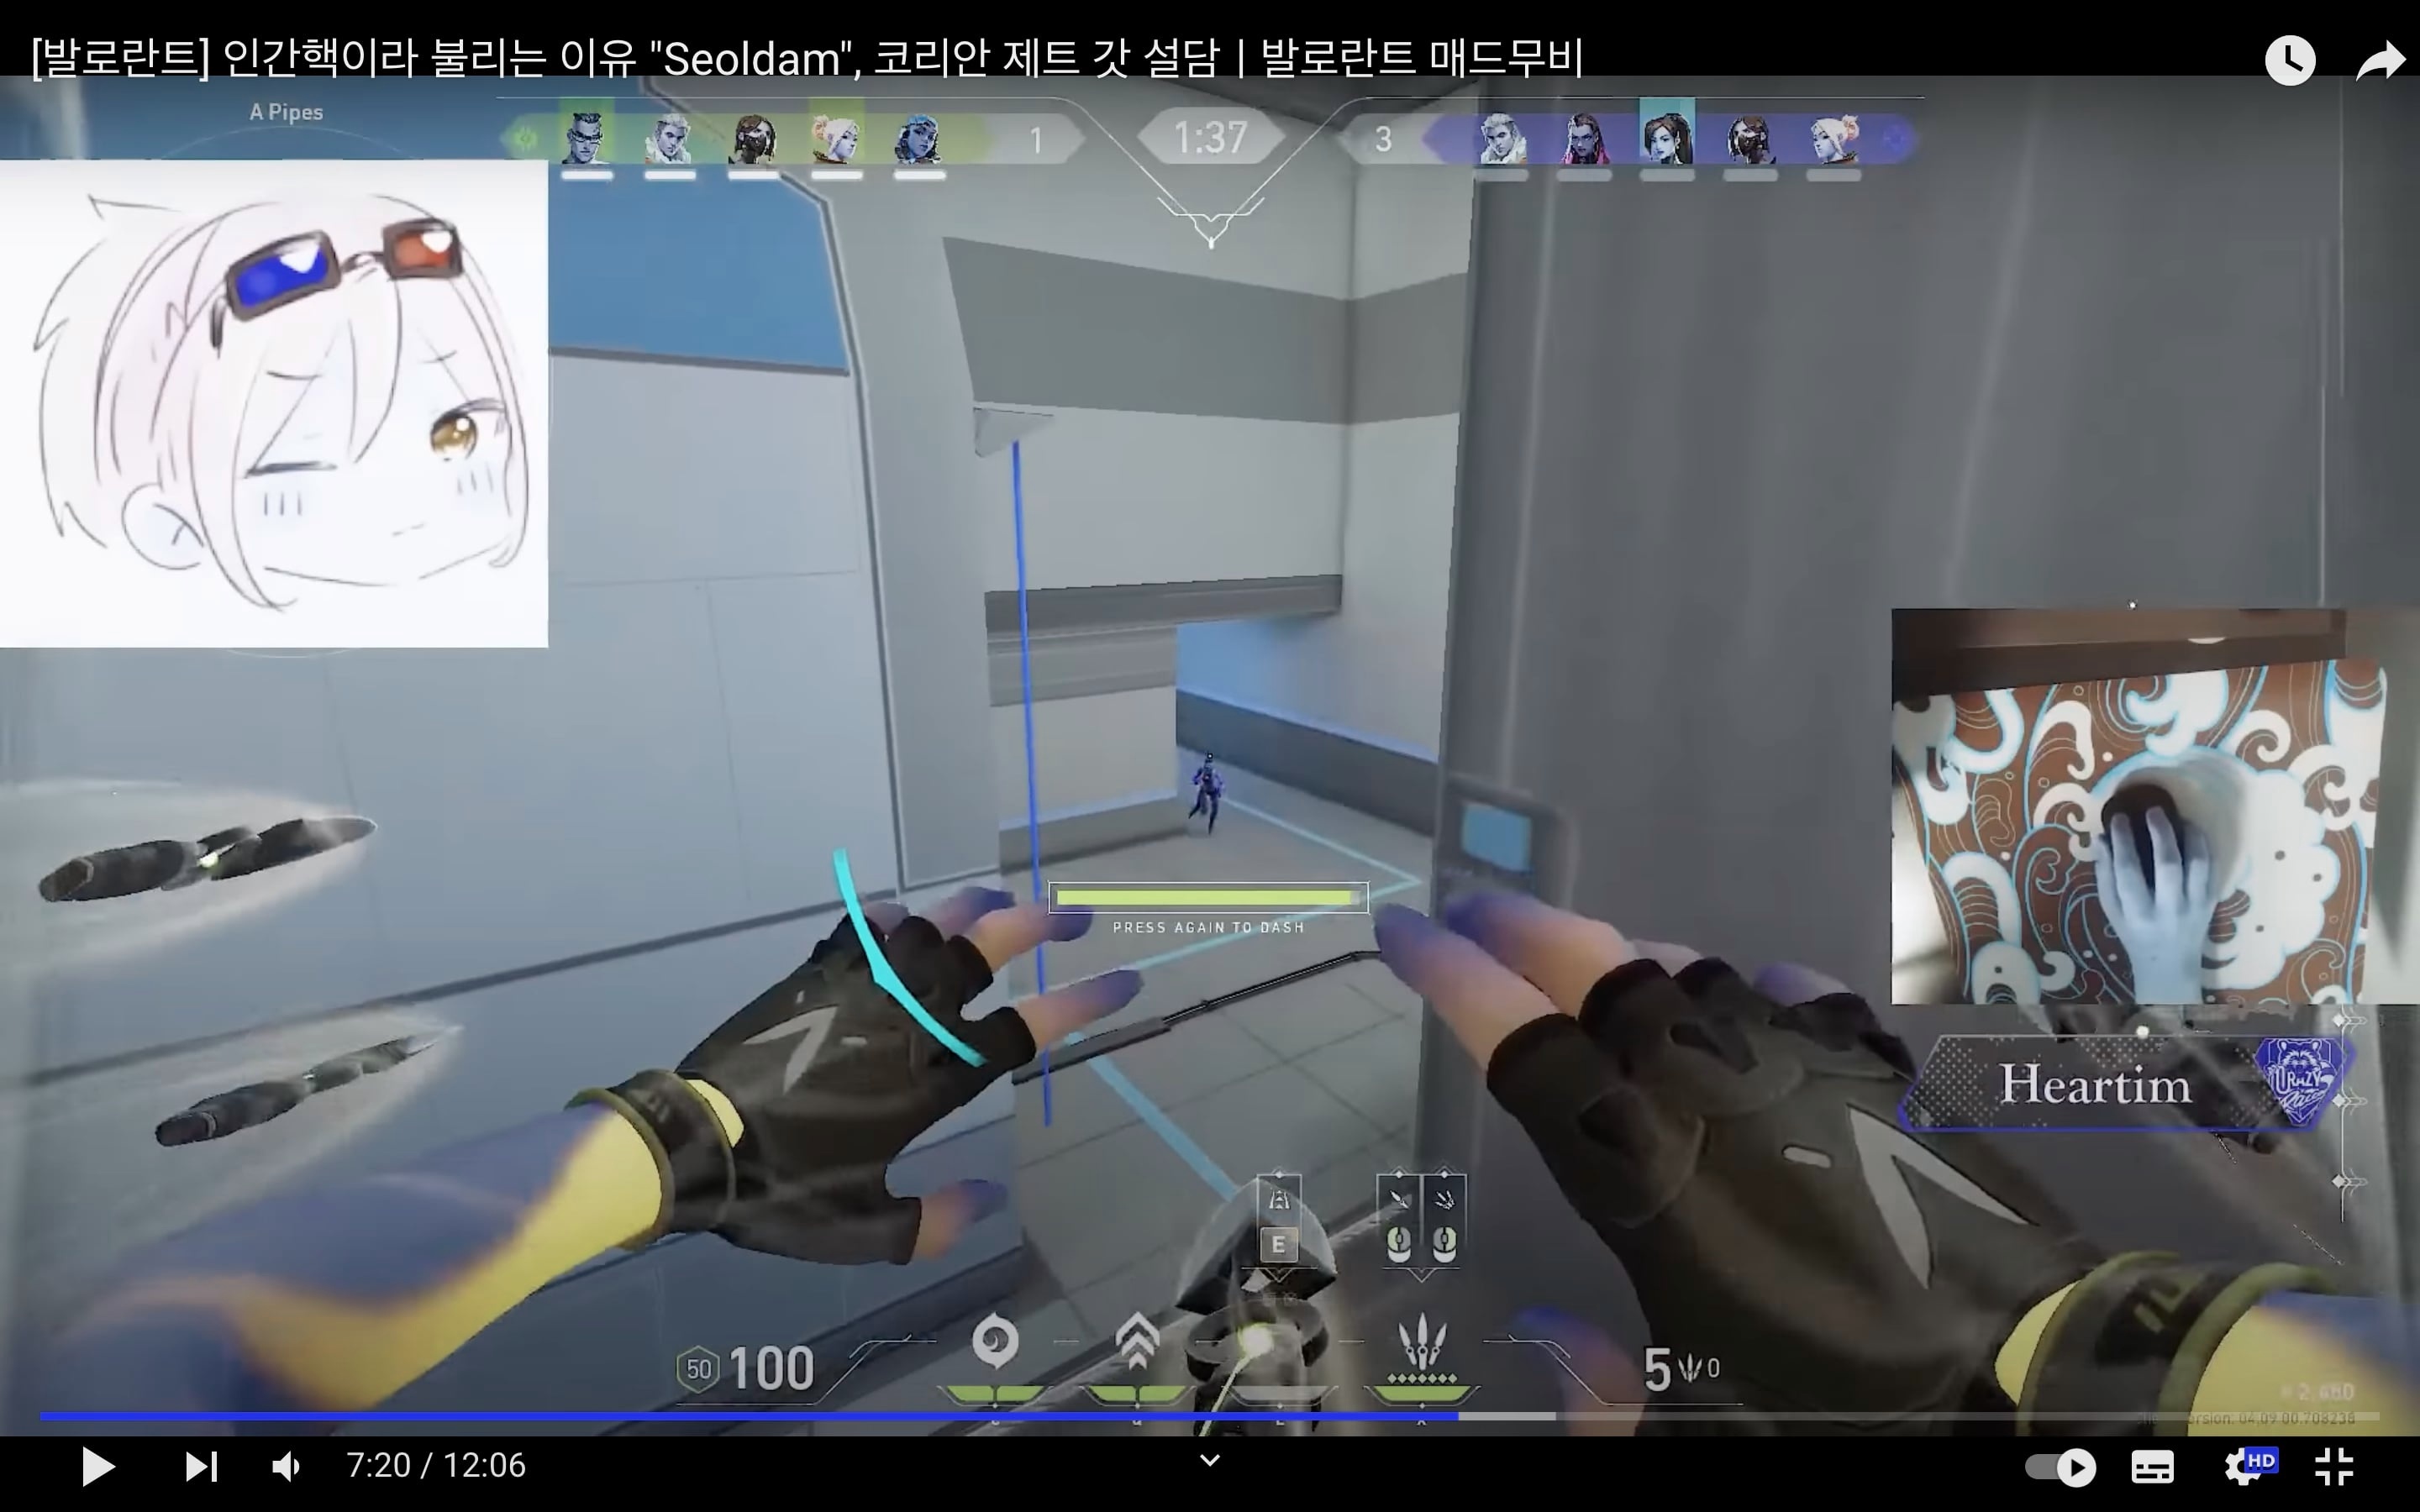 [발로란트] 인간핵이라 불리는 이유 "Seoldam", 코리안 제트 갓 설담 | 발로란트 매드무비
A Pipes
1
1:37
3
PRESS AGAIN TO DASH
Heartim
CRAZY
E
50 100
5 0
7:20 / 12:06
HD